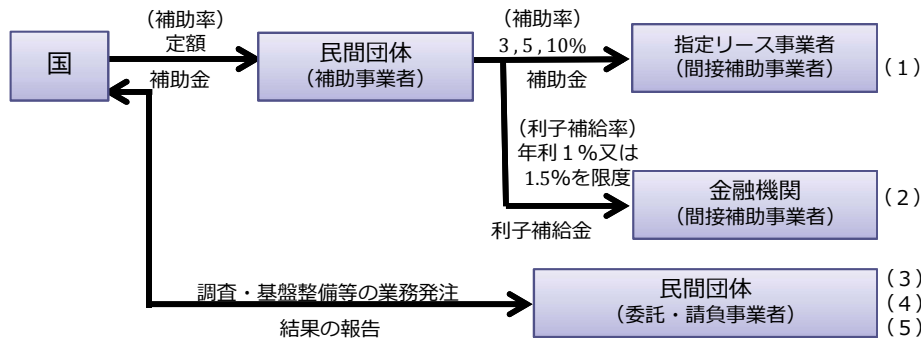 国
（補助率）
定額
補助金
民間団体
（補助事業者）
（補助率）
3 , 5 , 10%
補助金
指定リース事業者
（間接補助事業者）
（1）
（利子補給率）
年利１％又は
1.5%を限度
利子補給金
金融機関
（間接補助事業者）
（2）
調査・基盤整備等の業務発注
結果の報告
民間団体
（委託・請負事業者）
（3）
（4）
（5）